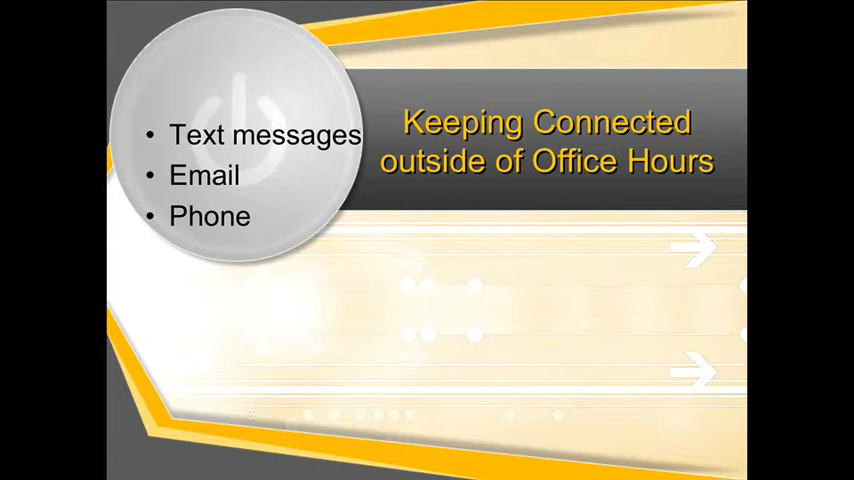 Keeping Connected
outside of Office Hours
• Text messages
• Email
• Phone